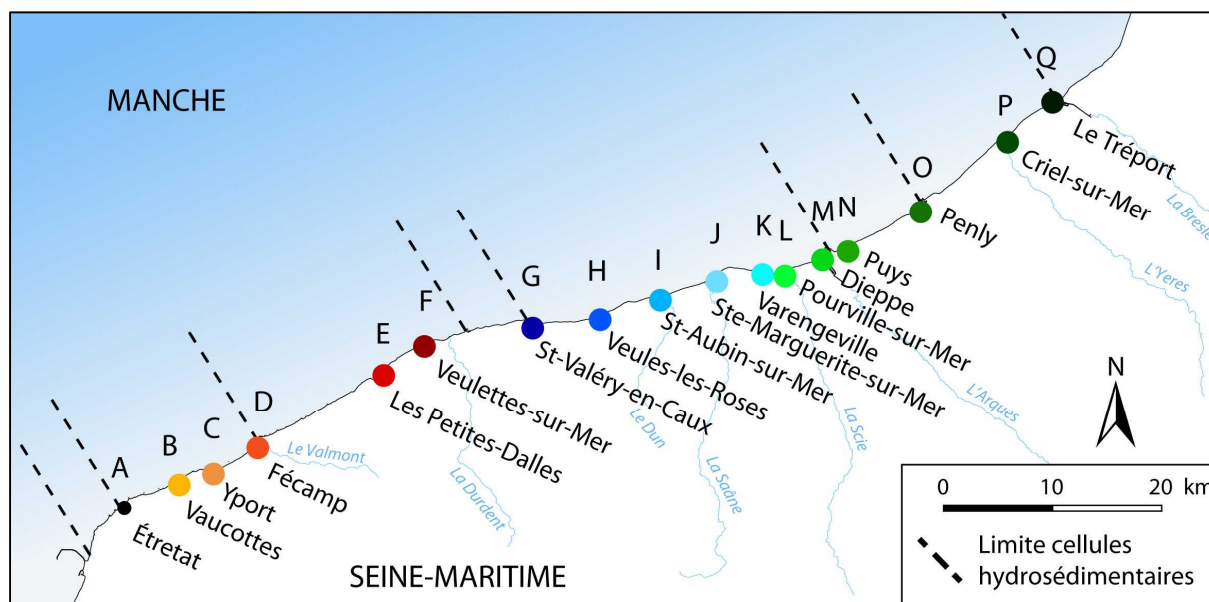 MANCHE
A
B
C
D
E
F
G
H
I
J
K
L
M
N
O
P
Q
Étretat
Vaucottes
Yport
Fécamp
Les Petites-Dalles
Veulettes-sur-Mer
St-Valéry-en-Caux
Veules-les-Roses
St-Aubin-sur-Mer
Ste-Marguerite-sur-Mer
Varengeville
Pourville-sur-Mer
Dieppe
Puys
Penly
Criel-sur-Mer
Le Tréport
Le Valmont
La Durdent
Le Dun
La Saâne
La Scie
L'Arques
L'Yeres
La Bresle
SEINE-MARITIME
N
0 10 20 km
Limite cellules
hydrosédimentaires